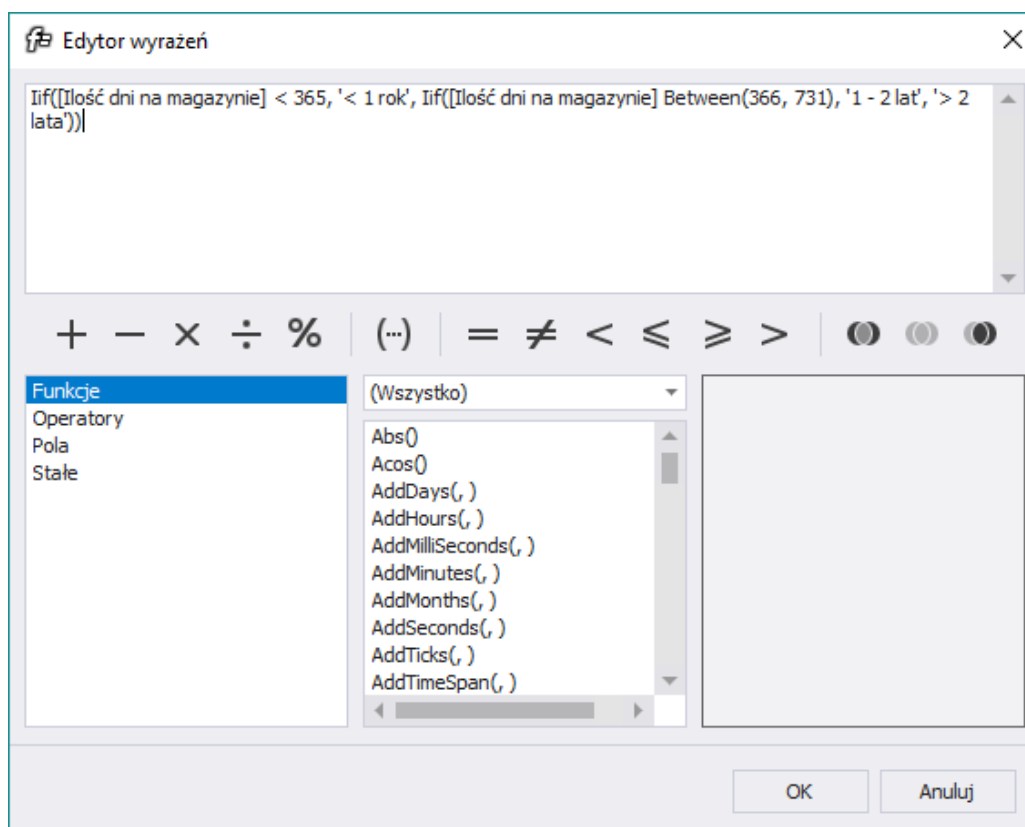 Edytor wyrażeń
Iif([Ilość dni na magazynie] < 365, '< 1 rok', Iif([Ilość dni na magazynie] Between(366, 731), '1 - 2 lat', '> 2
lata'))
+ − × ÷ % (···) = ≠ < ⩽ ⩾ >
Funkcje
Operatory
Pola
Stałe
(Wszystko)
Abs()
Acos()
AddDays(, )
AddHours(, )
AddMilliSeconds(, )
AddMinutes(, )
AddMonths(, )
AddSeconds(, )
AddTicks(, )
AddTimeSpan(, )
OK
Anuluj